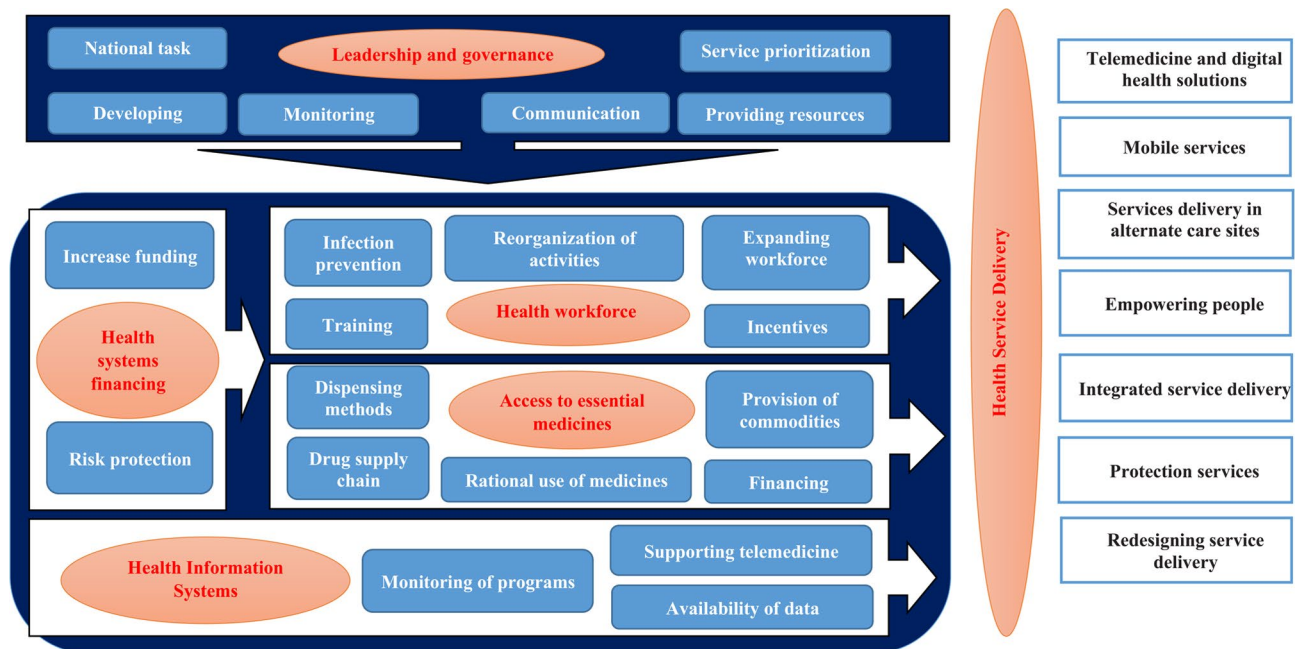 National task
Leadership and governance
Service prioritization
Developing
Monitoring
Communication
Providing resources
Increase funding
Health
systems
financing
Risk protection
Infection
prevention
Reorganization of
activities
Expanding
workforce
Training
Health workforce
Incentives
Dispensing
methods
Access to essential
medicines
Provision of
commodities
Drug supply
chain
Rational use of medicines
Financing
Health Information
Systems
Monitoring of programs
Supporting telemedicine
Availability of data
Health Service Delivery
Telemedicine and digital
health solutions
Mobile services
Services delivery in
alternate care sites
Empowering people
Integrated service delivery
Protection services
Redesigning service
delivery